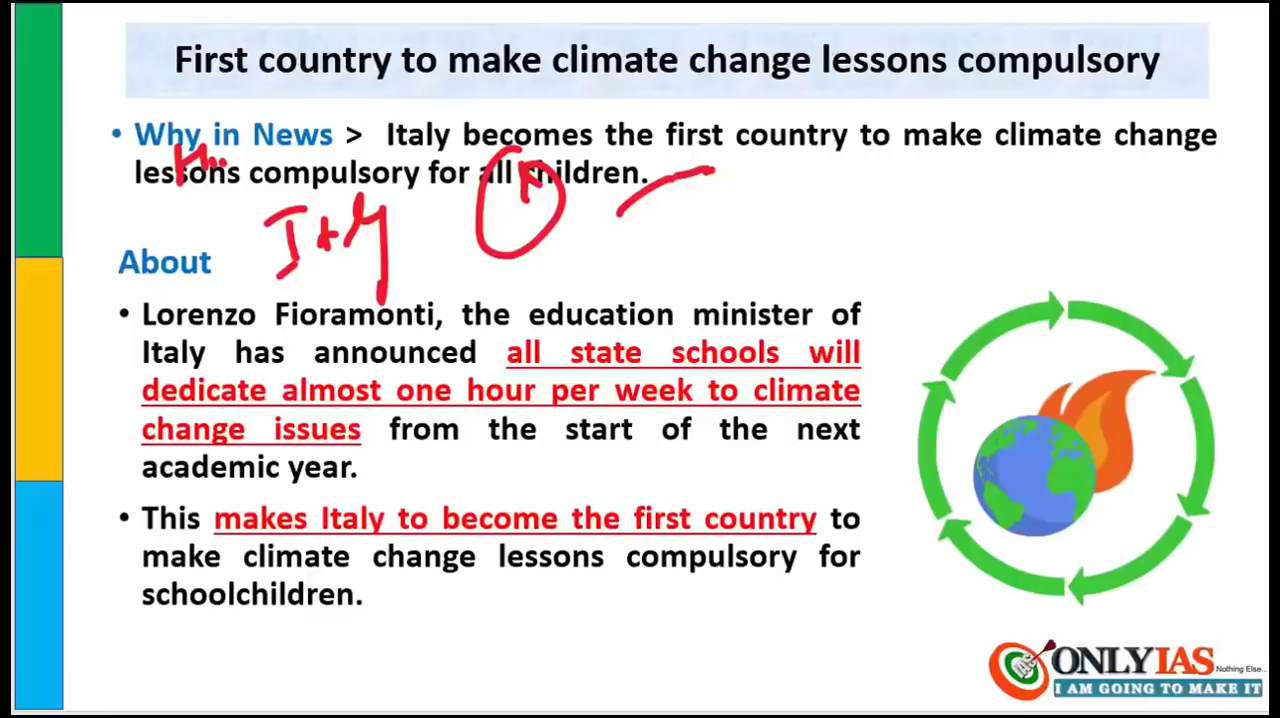 First country to make climate change lessons compulsory
• Why in News > Italy becomes the first country to make climate change
lessons compulsory for all children.
About
• Lorenzo Fioramonti, the education minister of
Italy has announced all state schools will
dedicate almost one hour per week to climate
change issues from the start of the next
academic year.
• This makes Italy to become the first country to
make climate change lessons compulsory for
schoolchildren.
ONLYIAS
Nothing Else...
I AM GOING TO MAKE IT